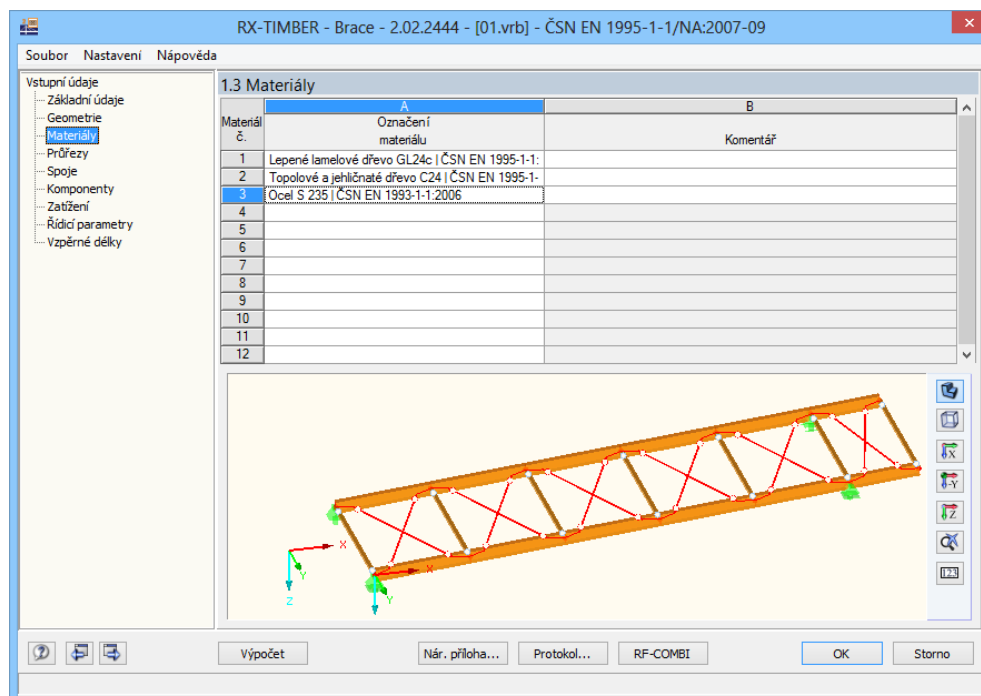 RX-TIMBER - Brace - 2.02.2444 - [01.vrb] - ČSN EN 1995-1-1/NA:2007-09
Soubor Nastavení Nápověda
Vstupní údaje
Základní údaje
Geometrie
Materiály
Průřezy
Spoje
Komponenty
Zatížení
Řídicí parametry
Vzpěrné délky
1.3 Materiály
A B
Materiál č. Označení materiálu Komentář
1 Lepené lamelové dřevo GL24c | ČSN EN 1995-1-1:
2 Topolové a jehličnaté dřevo C24 | ČSN EN 1995-1-
3 Ocel S 235 | ČSN EN 1993-1-1:2006
4
5
6
7
8
9
10
11
12
X
Y
Z
X
Y
X
-Y
Z
123
Výpočet Nár. příloha... Protokol... RF-COMBI OK Storno